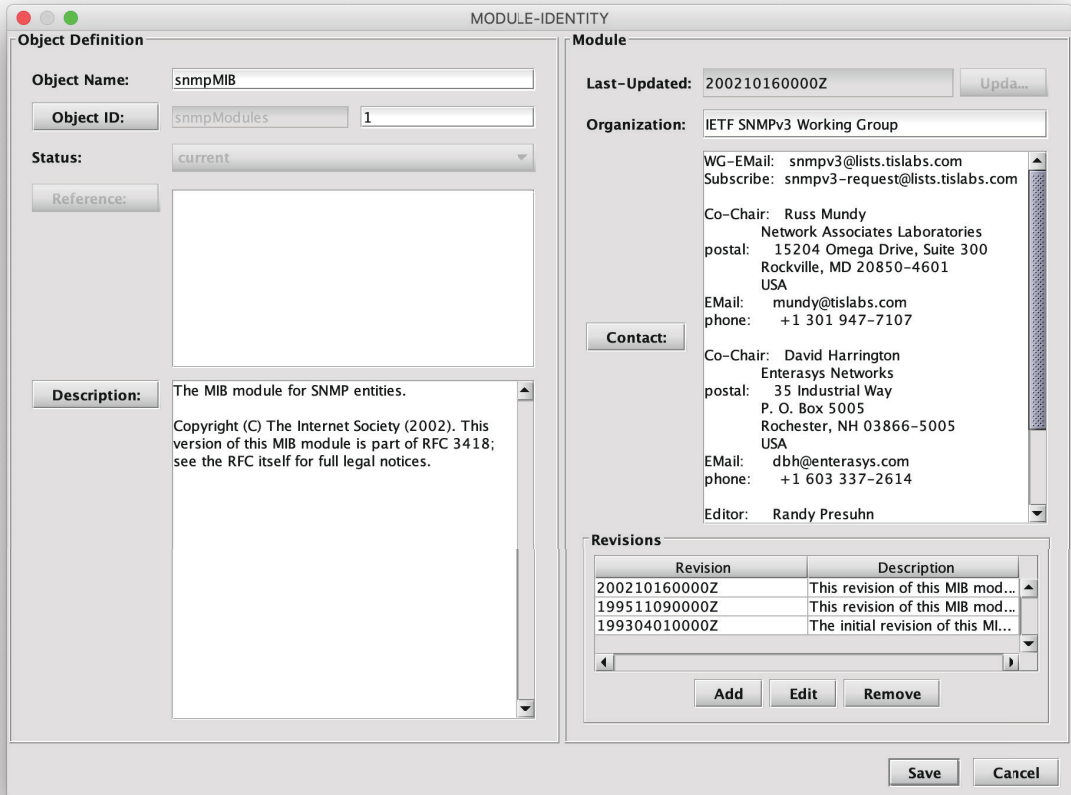 MODULE-IDENTITY
Object Definition
Object Name: snmpMIB
Object ID: snmpModules 1
Status: current
Reference:
Description:
The MIB module for SNMP entities.
Copyright (C) The Internet Society (2002). This
version of this MIB module is part of RFC 3418;
see the RFC itself for full legal notices.
Module
Last-Updated: 200210160000Z Upda...
Organization: IETF SNMPv3 Working Group
Contact:
WG-EMail: snmpv3@lists.tislabs.com
Subscribe: snmpv3-request@lists.tislabs.com
Co-Chair: Russ Mundy
Network Associates Laboratories
postal: 15204 Omega Drive, Suite 300
Rockville, MD 20850-4601
USA
EMail: mundy@tislabs.com
phone: +1 301 947-7107
Co-Chair: David Harrington
Enterasys Networks
postal: 35 Industrial Way
P. O. Box 5005
Rochester, NH 03866-5005
USA
EMail: dbh@enterasys.com
phone: +1 603 337-2614
Editor: Randy Presuhn
Revisions
Revision Description
200210160000Z This revision of this MIB mod...
199511090000Z This revision of this MIB mod...
199304010000Z The initial revision of this MI...
Add Edit Remove
Save Cancel